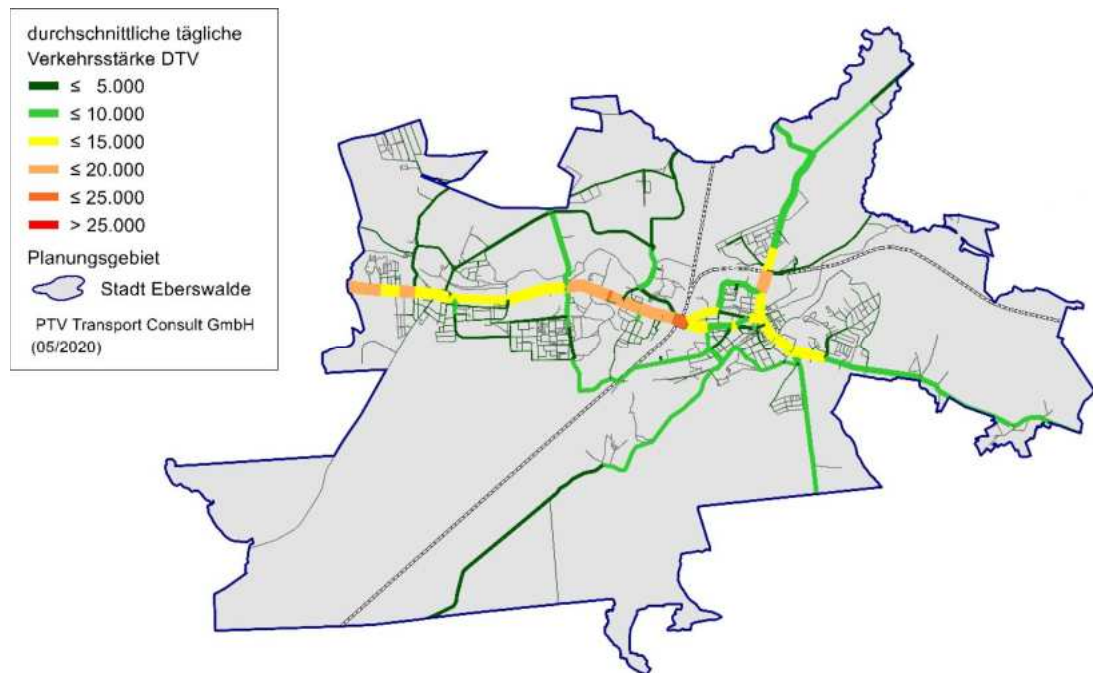 durchschnittliche tägliche
Verkehrsstärke DTV
≤ 5.000
≤ 10.000
≤ 15.000
≤ 20.000
≤ 25.000
> 25.000
Planungsgebiet
Stadt Eberswalde
PTV Transport Consult GmbH
(05/2020)